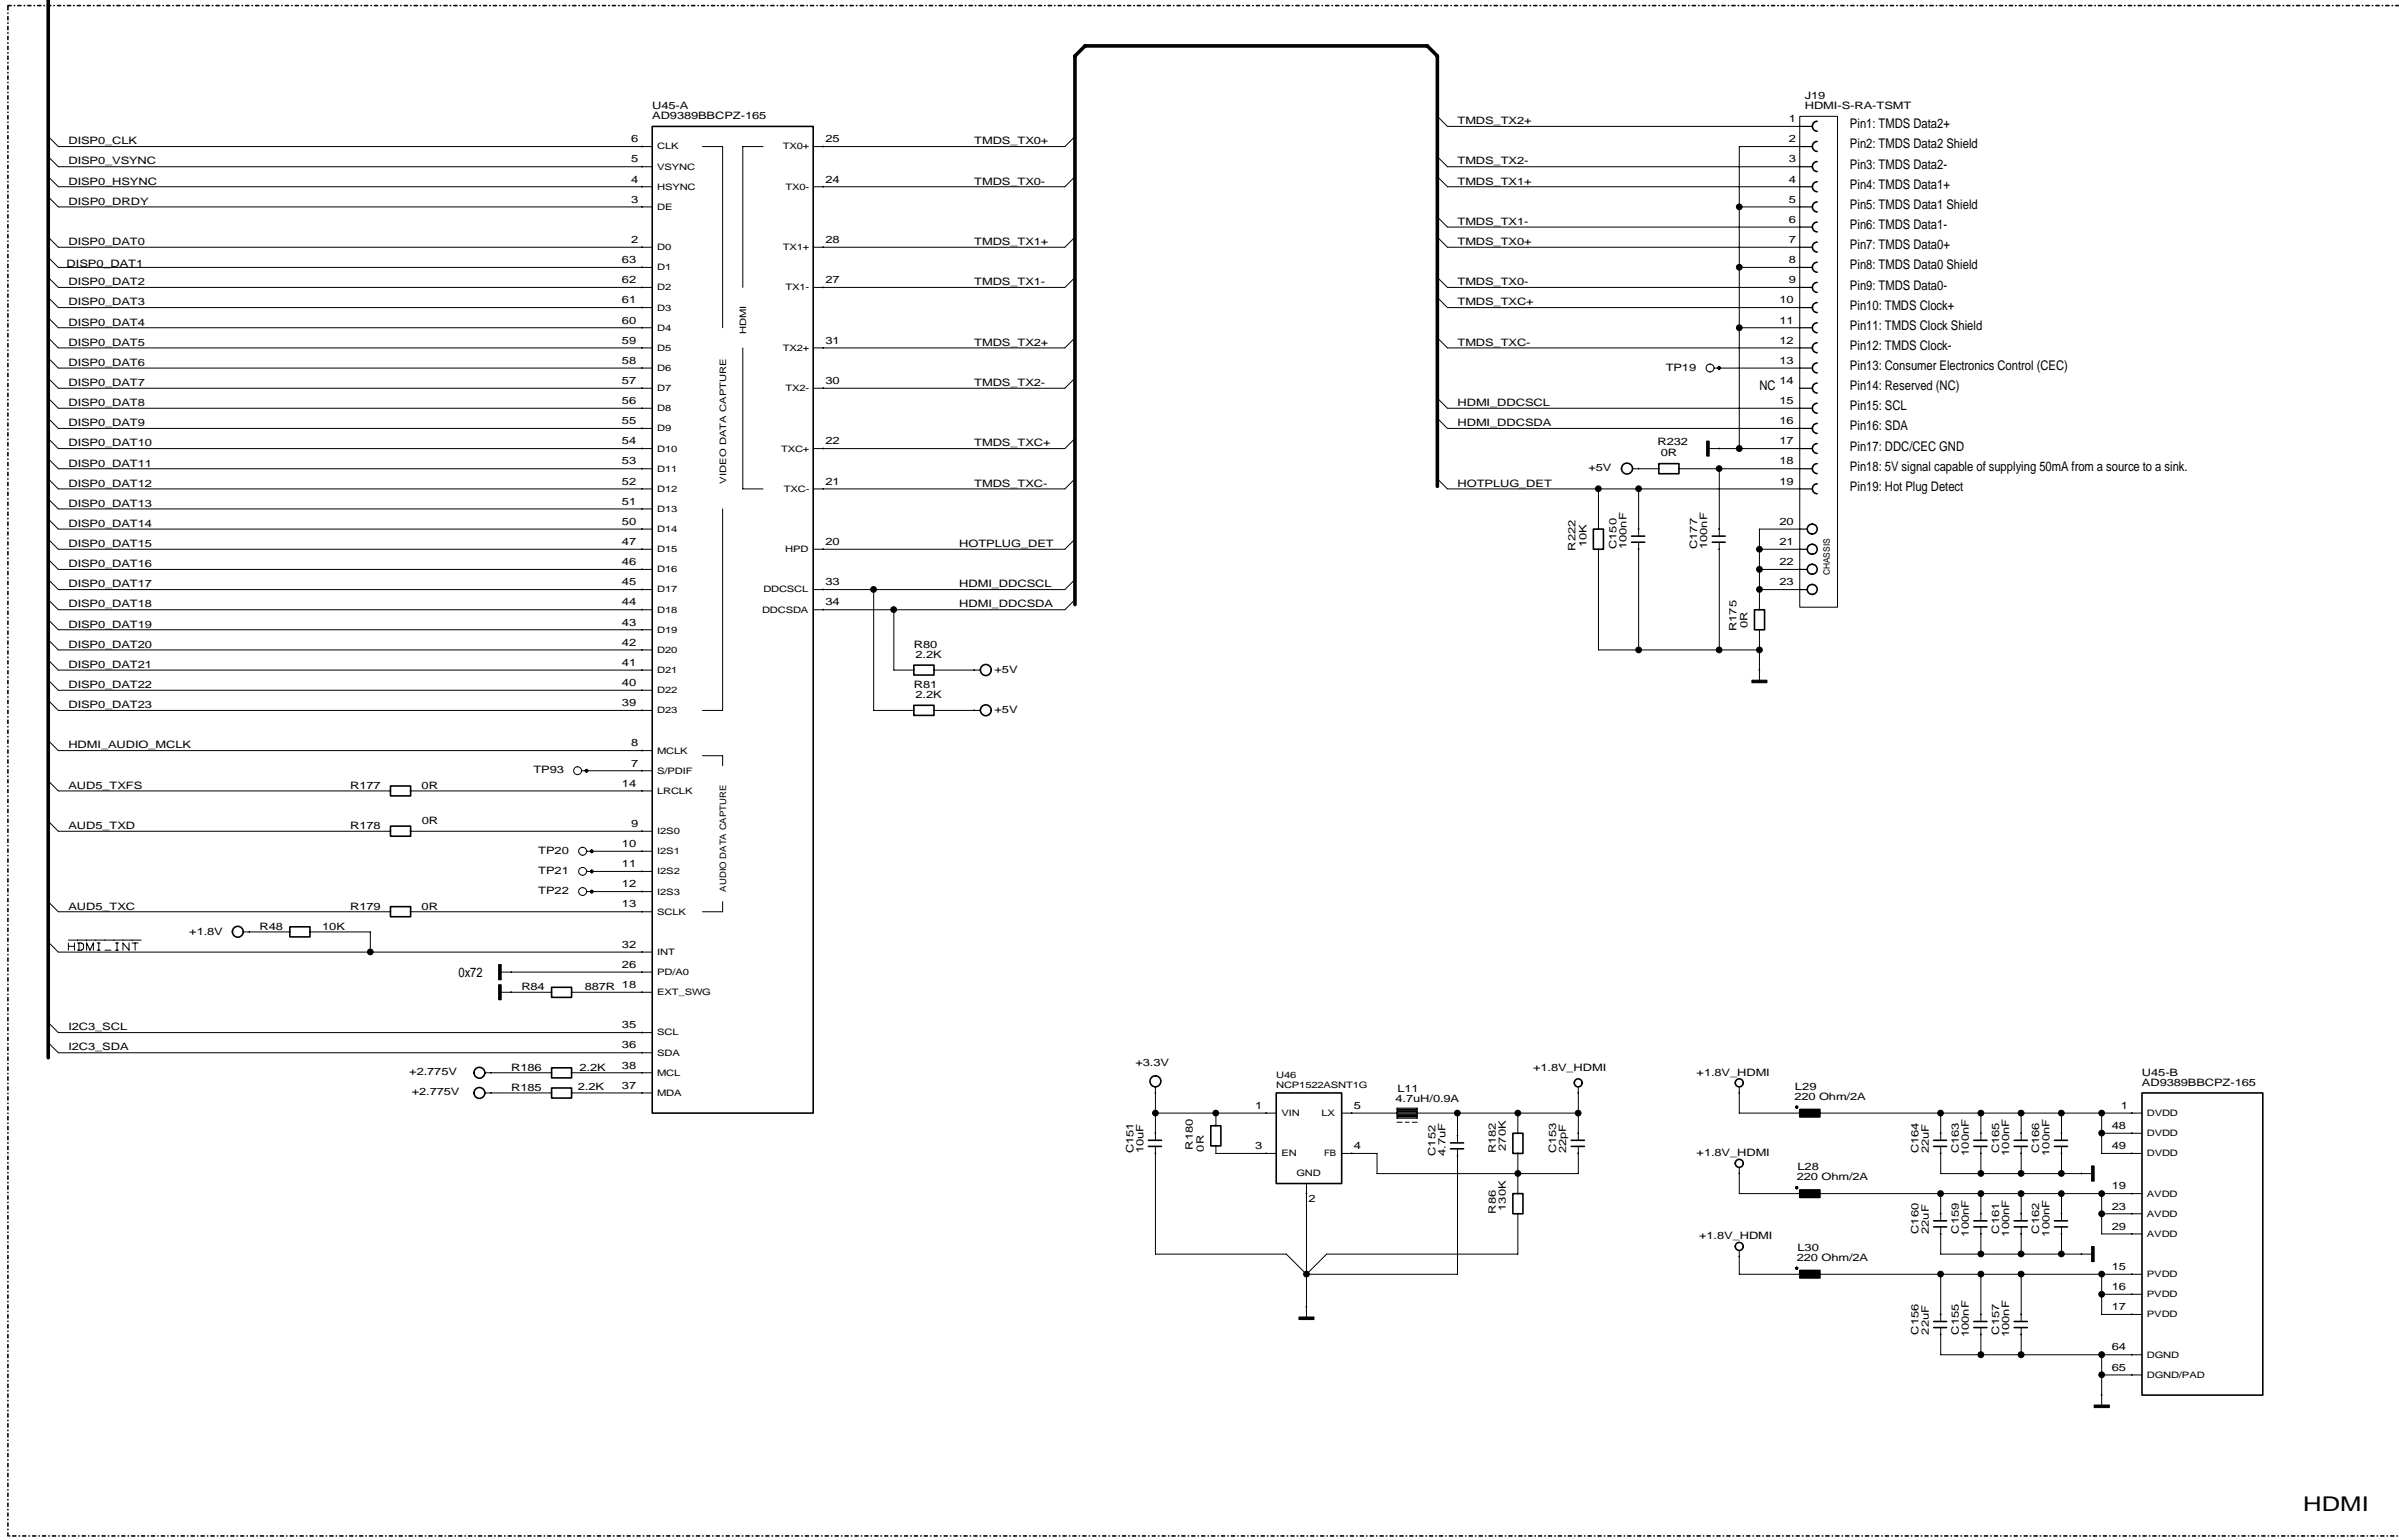 U45-A
AD9389BBCPZ-165
DISP0_CLK 6 CLK TX0+ 25 TMDS_TX0+
DISP0_VSYNC 5 VSYNC
DISP0_HSYNC 4 HSYNC TX0- 24 TMDS_TX0-
DISP0_DRDY 3 DE
DISP0_DAT0 2 D0 TX1+ 28 TMDS_TX1+
DISP0_DAT1 63 D1
DISP0_DAT2 62 D2 TX1- 27 TMDS_TX1-
DISP0_DAT3 61 D3
DISP0_DAT4 60 D4
DISP0_DAT5 59 D5 TX2+ 31 TMDS_TX2+
DISP0_DAT6 58 D6
DISP0_DAT7 57 D7 TX2- 30 TMDS_TX2-
DISP0_DAT8 56 D8
DISP0_DAT9 55 D9
DISP0_DAT10 54 D10 TXC+ 22 TMDS_TXC+
DISP0_DAT11 53 D11
DISP0_DAT12 52 D12 TXC- 21 TMDS_TXC-
DISP0_DAT13 51 D13
DISP0_DAT14 50 D14
DISP0_DAT15 47 D15 HPD 20 HOTPLUG_DET
DISP0_DAT16 46 D16
DISP0_DAT17 45 D17 DDCSCL 33 HDMI_DDCSCL
DISP0_DAT18 44 D18 DDCSDA 34 HDMI_DDCSDA
DISP0_DAT19 43 D19
DISP0_DAT20 42 D20
DISP0_DAT21 41 D21
DISP0_DAT22 40 D22
DISP0_DAT23 39 D23
VIDEO DATA CAPTURE
HDMI
R80
2.2K
+5V
R81
2.2K
+5V
HDMI_AUDIO_MCLK 8 MCLK
TP93 7 S/PDIF
AUD5_TXFS R177 0R 14 LRCLK
AUD5_TXD R178 0R 9 I2S0
TP20 10 I2S1
TP21 11 I2S2
TP22 12 I2S3
AUD5_TXC R179 0R 13 SCLK
AUDIO DATA CAPTURE
+1.8V R48 10K
HDMI_INT 32 INT
0x72 26 PD/A0
R84 887R 18 EXT_SWG
I2C3_SCL 35 SCL
I2C3_SDA 36 SDA
+2.775V R186 2.2K 38 MCL
+2.775V R185 2.2K 37 MDA
J19
HDMI-S-RA-TSMT
TMDS_TX2+ 1 Pin1: TMDS Data2+
2 Pin2: TMDS Data2 Shield
TMDS_TX2- 3 Pin3: TMDS Data2-
TMDS_TX1+ 4 Pin4: TMDS Data1+
5 Pin5: TMDS Data1 Shield
TMDS_TX1- 6 Pin6: TMDS Data1-
TMDS_TX0+ 7 Pin7: TMDS Data0+
8 Pin8: TMDS Data0 Shield
TMDS_TX0- 9 Pin9: TMDS Data0-
TMDS_TXC+ 10 Pin10: TMDS Clock+
11 Pin11: TMDS Clock Shield
TMDS_TXC- 12 Pin12: TMDS Clock-
TP19 13 Pin13: Consumer Electronics Control (CEC)
NC 14 Pin14: Reserved (NC)
HDMI_DDCSCL 15 Pin15: SCL
HDMI_DDCSDA 16 Pin16: SDA
R232
0R
17 Pin17: DDC/CEC GND
+5V 18 Pin18: 5V signal capable of supplying 50mA from a source to a sink.
HOTPLUG_DET 19 Pin19: Hot Plug Detect
R222
10K
C150
100nF
C177
100nF
20
21
22
23
CHASSIS
R175
0R
+3.3V
U46
NCP1522ASNT1G
1 VIN LX 5
3 EN FB 4
GND
2
C151
10uF
R180
0R
L11
4.7uH/0.9A
C152
4.7uF
R182
270K
C153
22pF
R86
130K
+1.8V_HDMI
+1.8V_HDMI
L29
220 Ohm/2A
C164
22uF
C163
100nF
C165
100nF
C166
100nF
+1.8V_HDMI
L28
220 Ohm/2A
C160
22uF
C159
100nF
C161
100nF
C162
100nF
+1.8V_HDMI
L30
220 Ohm/2A
C156
22uF
C155
100nF
C157
100nF
U45-B
AD9389BBCPZ-165
1 DVDD
48 DVDD
49 DVDD
19 AVDD
23 AVDD
29 AVDD
15 PVDD
16 PVDD
17 PVDD
64 DGND
65 DGND/PAD
HDMI